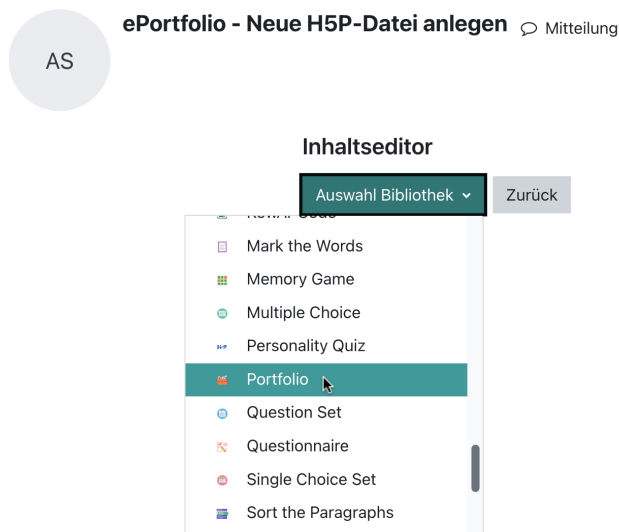 ePortfolio - Neue H5P-Datei anlegen Mitteilung
AS
Inhaltseditor
Auswahl Bibliothek Zurück
Mark the Words
Memory Game
Multiple Choice
H-P Personality Quiz
Portfolio
Question Set
Questionnaire
Single Choice Set
Sort the Paragraphs